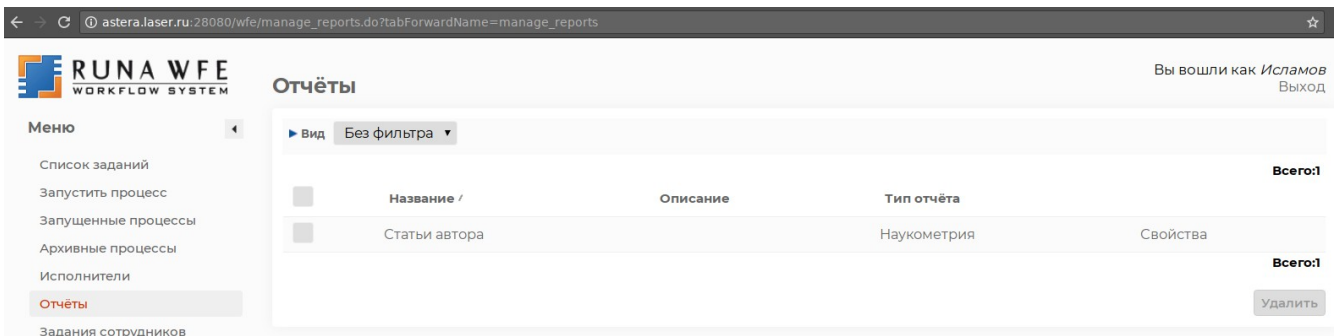 astera.laser.ru:28080/wfe/manage_reports.do?tabForwardName=manage_reports
RUNA WFE
WORKFLOW SYSTEM
Отчёты
Вы вошли как Исламов
Выход
Меню
Вид Без фильтра
Список заданий
Всего:1
Запустить процесс
Название / Описание Тип отчёта
Запущенные процессы
Статьи автора Наукометрия Свойства
Архивные процессы
Всего:1
Исполнители
Отчёты
Удалить
Задания сотрудников